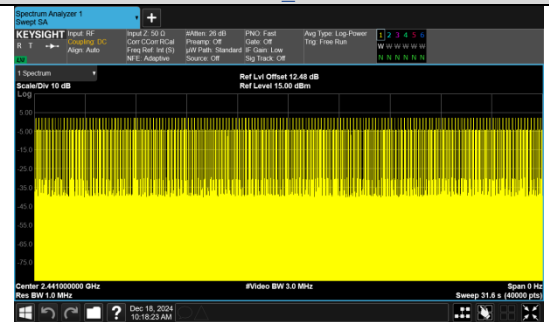 Spectrum Analyzer 1
Swept SA
+
KEYSIGHT Input: RF Input Z: 50 Ω #Atten: 26 dB PNO: Fast Avg Type: Log-Power 1 2 3 4 5 6
R T Coupling: DC Corr CCorr RCal Preamp: Off Gate: Off Trig: Free Run W W W W W W
Align: Auto Freq Ref: Int (S) µW Path: Standard IF Gain: Low N N N N N N
NFE: Adaptive Source: Off Sig Track: Off
1 Spectrum Ref Lvl Offset 12.48 dB
Scale/Div 10 dB Ref Level 15.00 dBm
Log
5.00
-5.00
-15.0
-25.0
-35.0
-45.0
-55.0
-65.0
-75.0
Center 2.441000000 GHz #Video BW 3.0 MHz Span 0 Hz
Res BW 1.0 MHz Sweep 31.6 s (40000 pts)
? Dec 18, 2024
10:18:23 AM